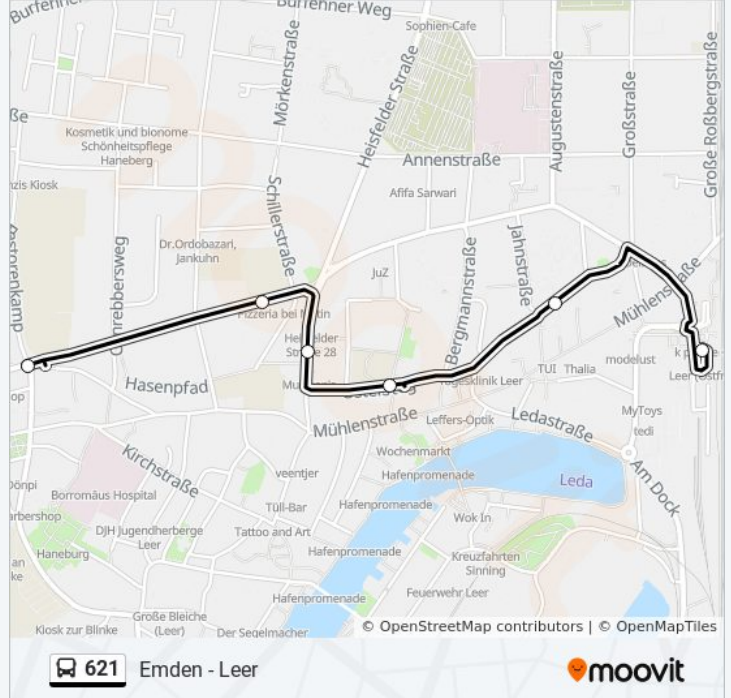 Burfenner Weg
Sophien-Cafe
Mörkenstraße
Heisfelder Straße
Augustenstraße
Großstraße
Große Roßbergstraße
Kosmetik und bionome
Schönheitspflege
Haneberg
Annenstraße
nzis Kiosk
Afifa Sarwari
Schillerstraße
Dr.Ordobazari,
Jankuhn
JuZ
Jahnstraße
Bergmannstraße
Mühlenstraße
Pizzeria bei
Straße 28
Hasenpfad
Tagesklinik Leer
TUI
Thalia
modelust
Leer
Mühlenstraße
Leffers-Optik
Ledastraße
MyToys
tedi
Wochenmarkt
Kirchstraße
Hafenpromenade
Leda
Am Dock
veentjer
Borromäus Hospital
Tüll-Bar
Hafenpromenade
Wok In
DJH Jugendherberge
Leer
Tattoo and Art
Haneburg
Hafenpromenade
Kreuzfahrten
Sinning
Feuerwehr Leer
Hafenpromenade
Große Bleiche
(Leer)
Kiosk zur Blinke
Der Segelmacher
© OpenStreetMap contributors | © OpenMapTiles
621 Emden - Leer
moovit